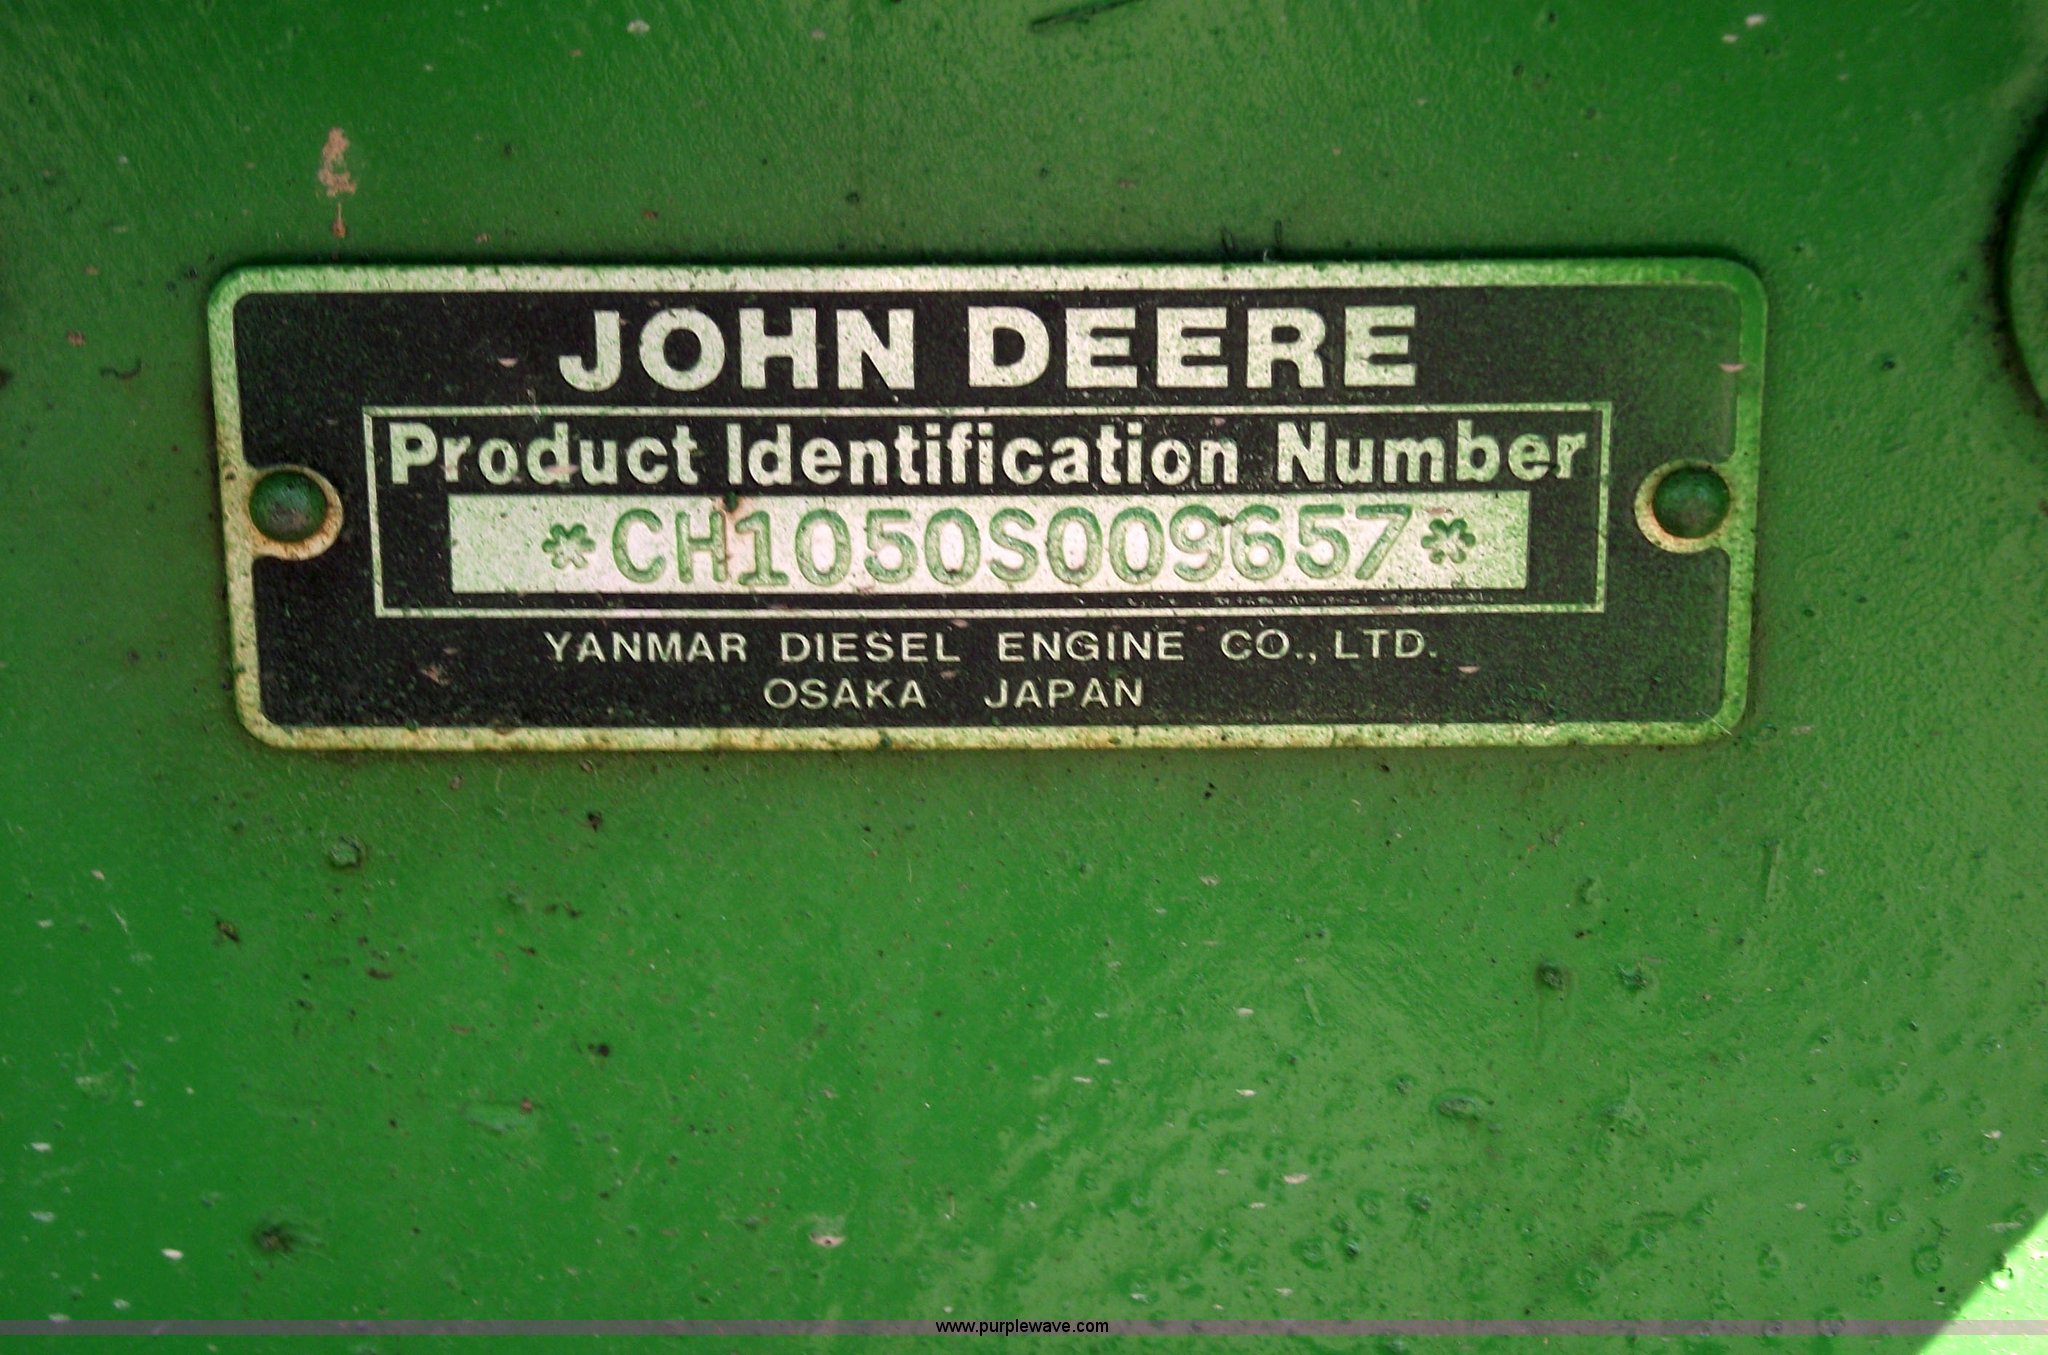 JOHN DEERE
Product Identification Number
*CH1050S009657*
YANMAR DIESEL ENGINE CO., LTD.
OSAKA JAPAN
www.purplewave.com